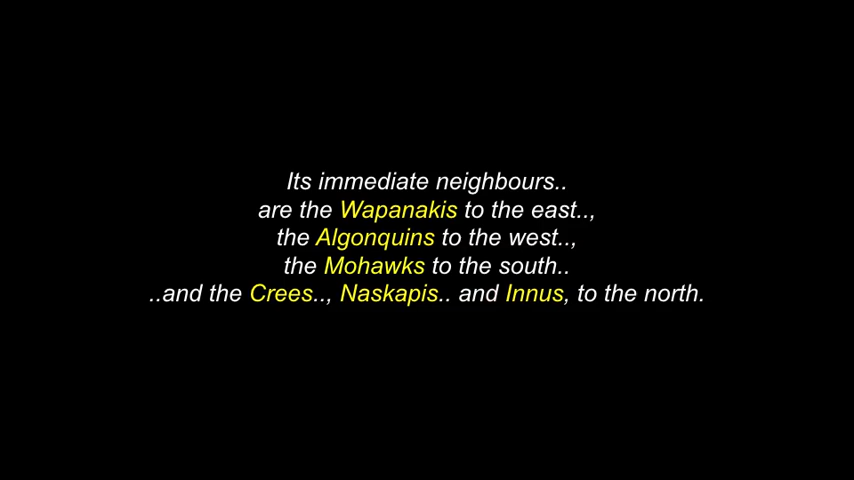 Its immediate neighbours..
are the Wapanakis to the east..,
the Algonquins to the west..,
the Mohawks to the south..
..and the Crees.., Naskapis.. and Innus, to the north.